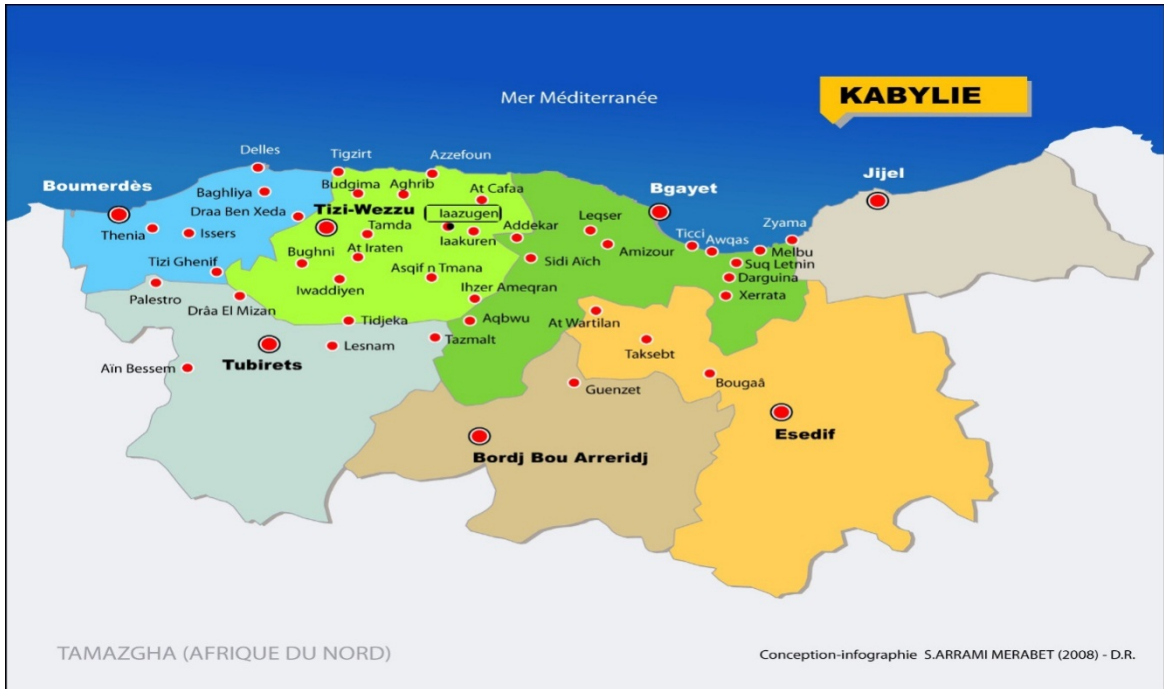 KABYLIE
Mer Méditerranée
Delles
Tigzirt
Azzefoun
Boumerdès
Baghliya
Budgima
Aghrib
At Cafaa
Bgayet
Jijel
Draa Ben Xeda
Tizi-Wezzu
Iaazugen
Leqser
Zyama
Thenia
Issers
Tamda
Iaakuren
Addekar
Amizour
Ticci
Awqas
Melbu
Bughni
At Iraten
Sidi Aïch
Suq Letnin
Tizi Ghenif
Asqif n Tmana
Darguina
Palestro
Iwaddiyen
Ihzer Ameqran
Xerrata
Drâa El Mizan
Tidjeka
Aqbwu
At Wartilan
Lesnam
Tazmalt
Taksebt
Aïn Bessem
Tubirets
Guenzet
Bougaâ
Esedif
Bordj Bou Arreridj
TAMAZGHA (AFRIQUE DU NORD)
Conception-infographie S.ARRAMI MERABET (2008) - D.R.